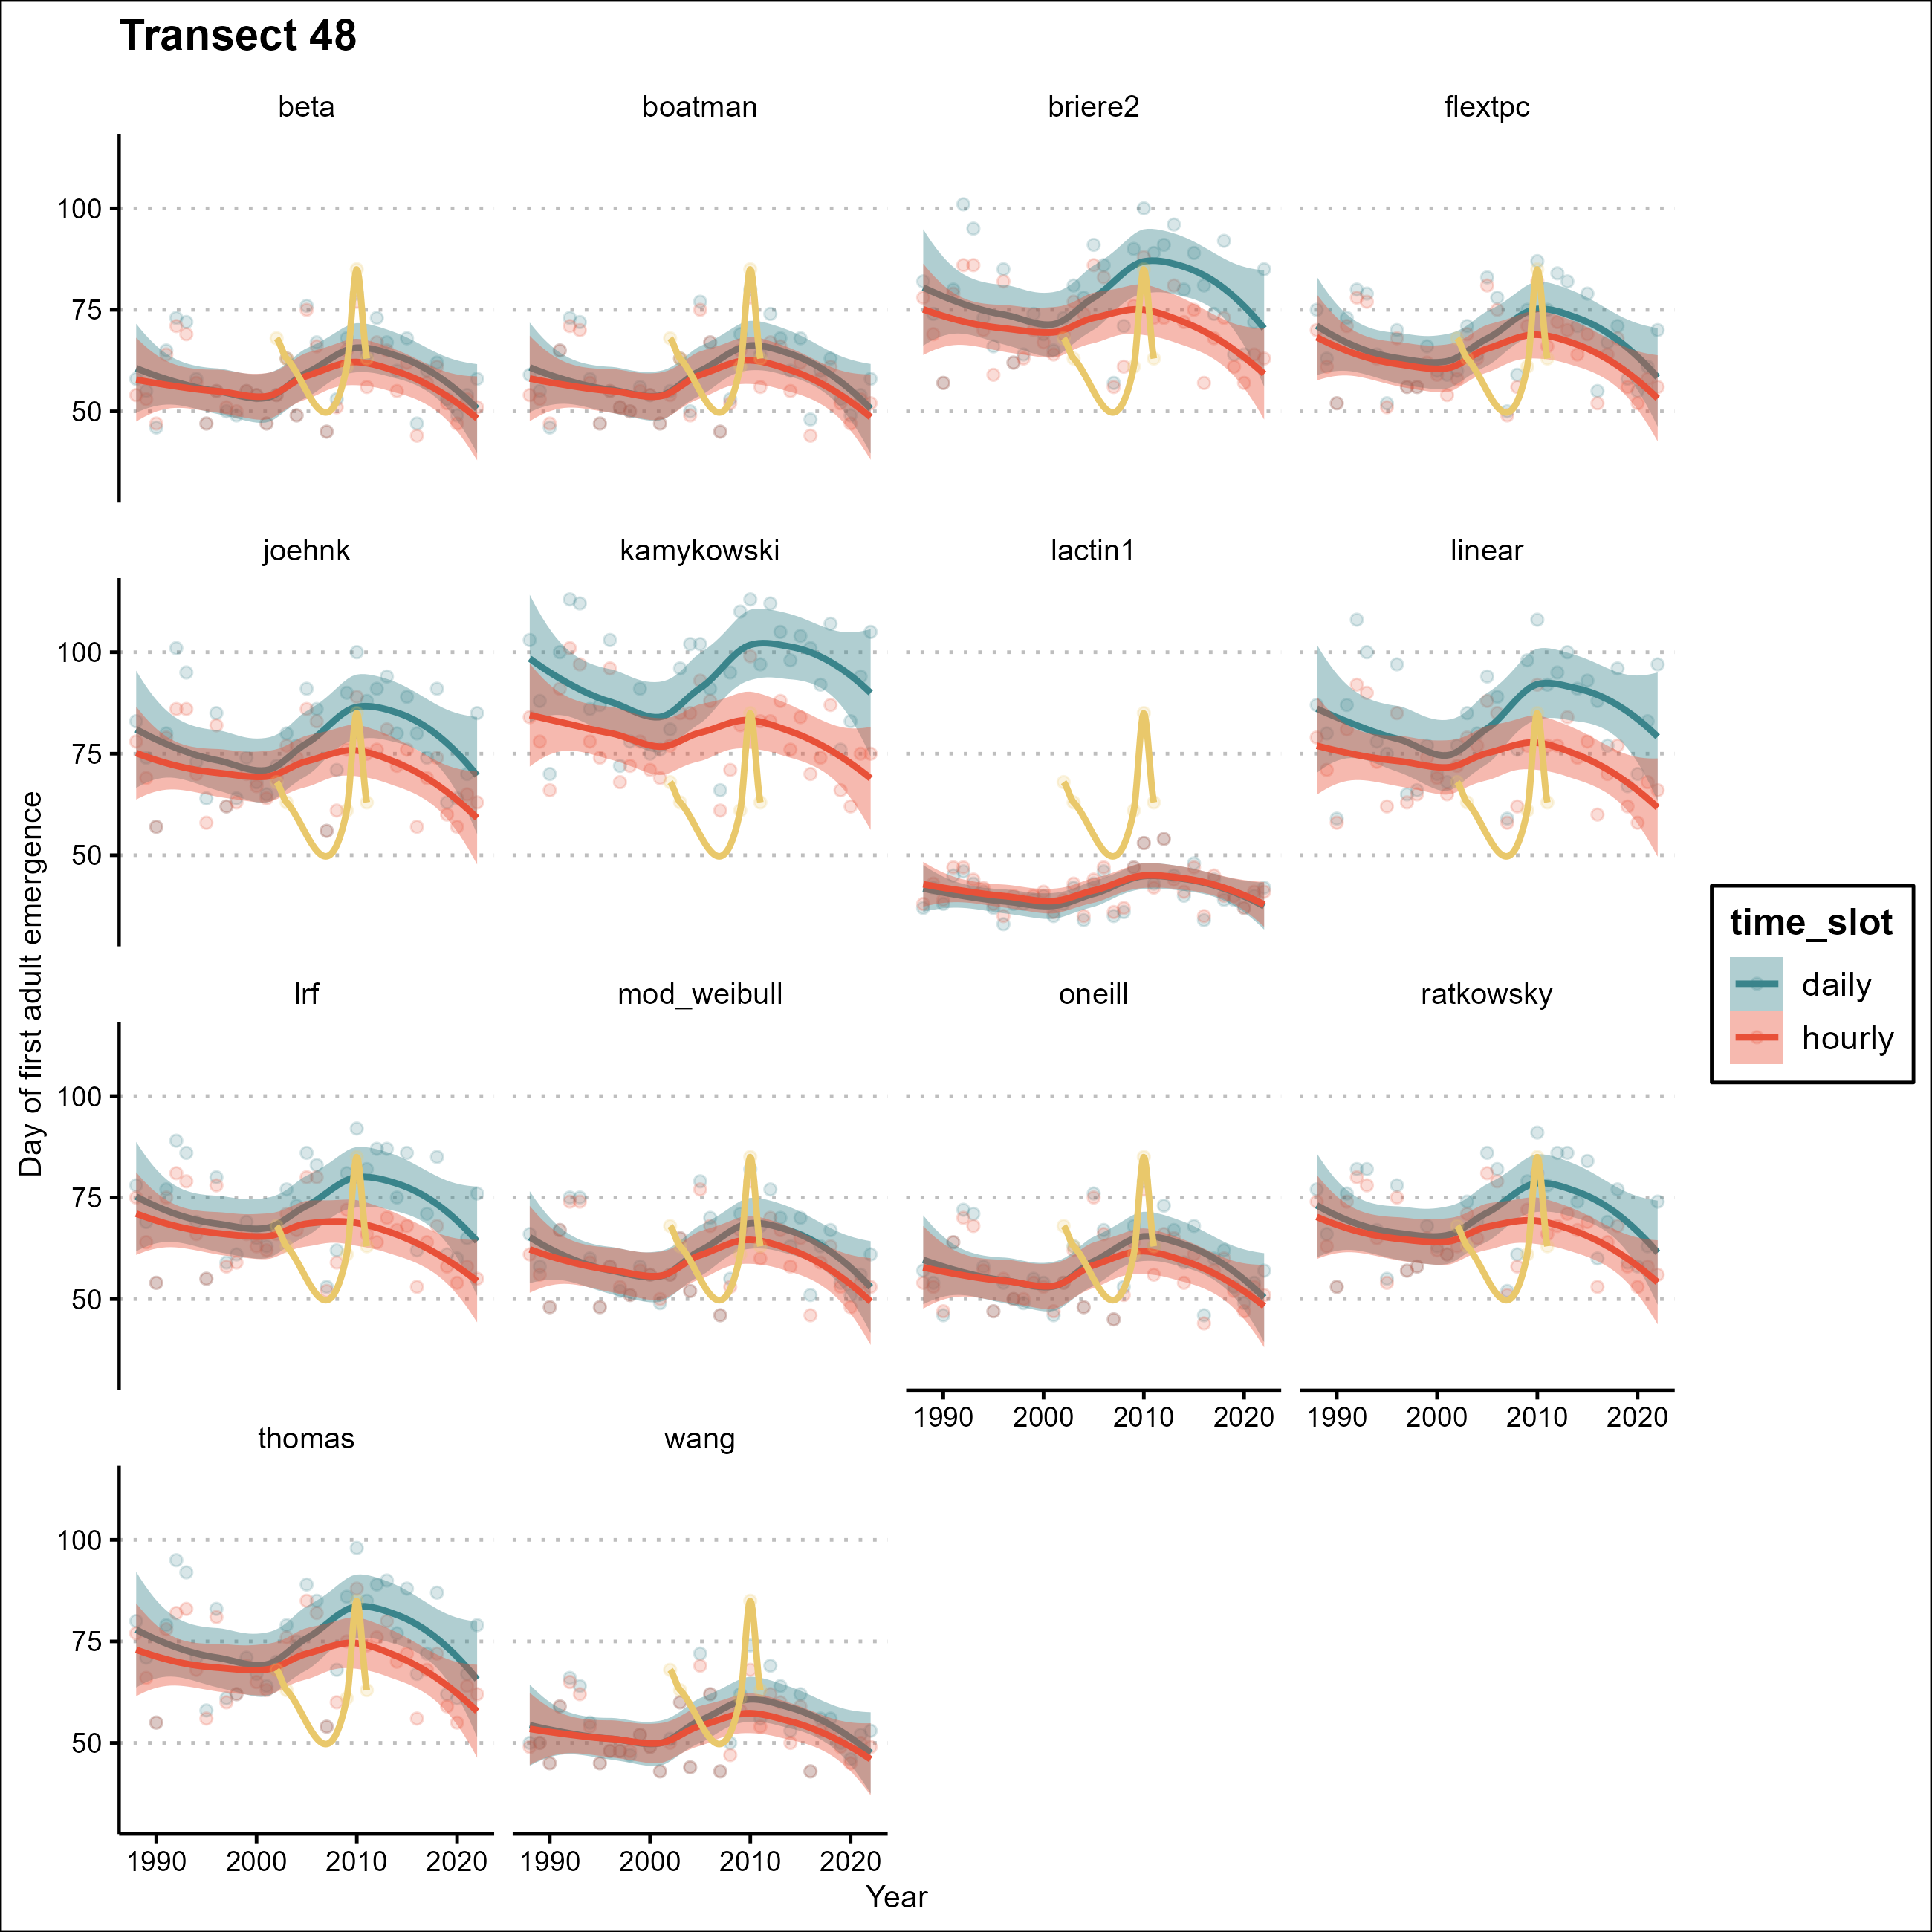 Transect 48
beta boatman briere2 flextpc
100
75
50
joehnk kamykowski lactin1 linear
100
75
50
lrf mod_weibull oneill ratkowsky
100
75
50
1990 2000 2010 2020 1990 2000 2010 2020
thomas wang
100
75
50
1990 2000 2010 2020 1990 2000 2010 2020
Year
Day of first adult emergence
time_slot
daily
hourly